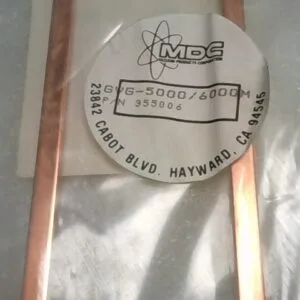 MDC
VACUUM PRODUCTS CORPORATION
GVG-5000/6000M
P/N 355006
23842 CABOT BLVD. HAYWARD, CA 94545